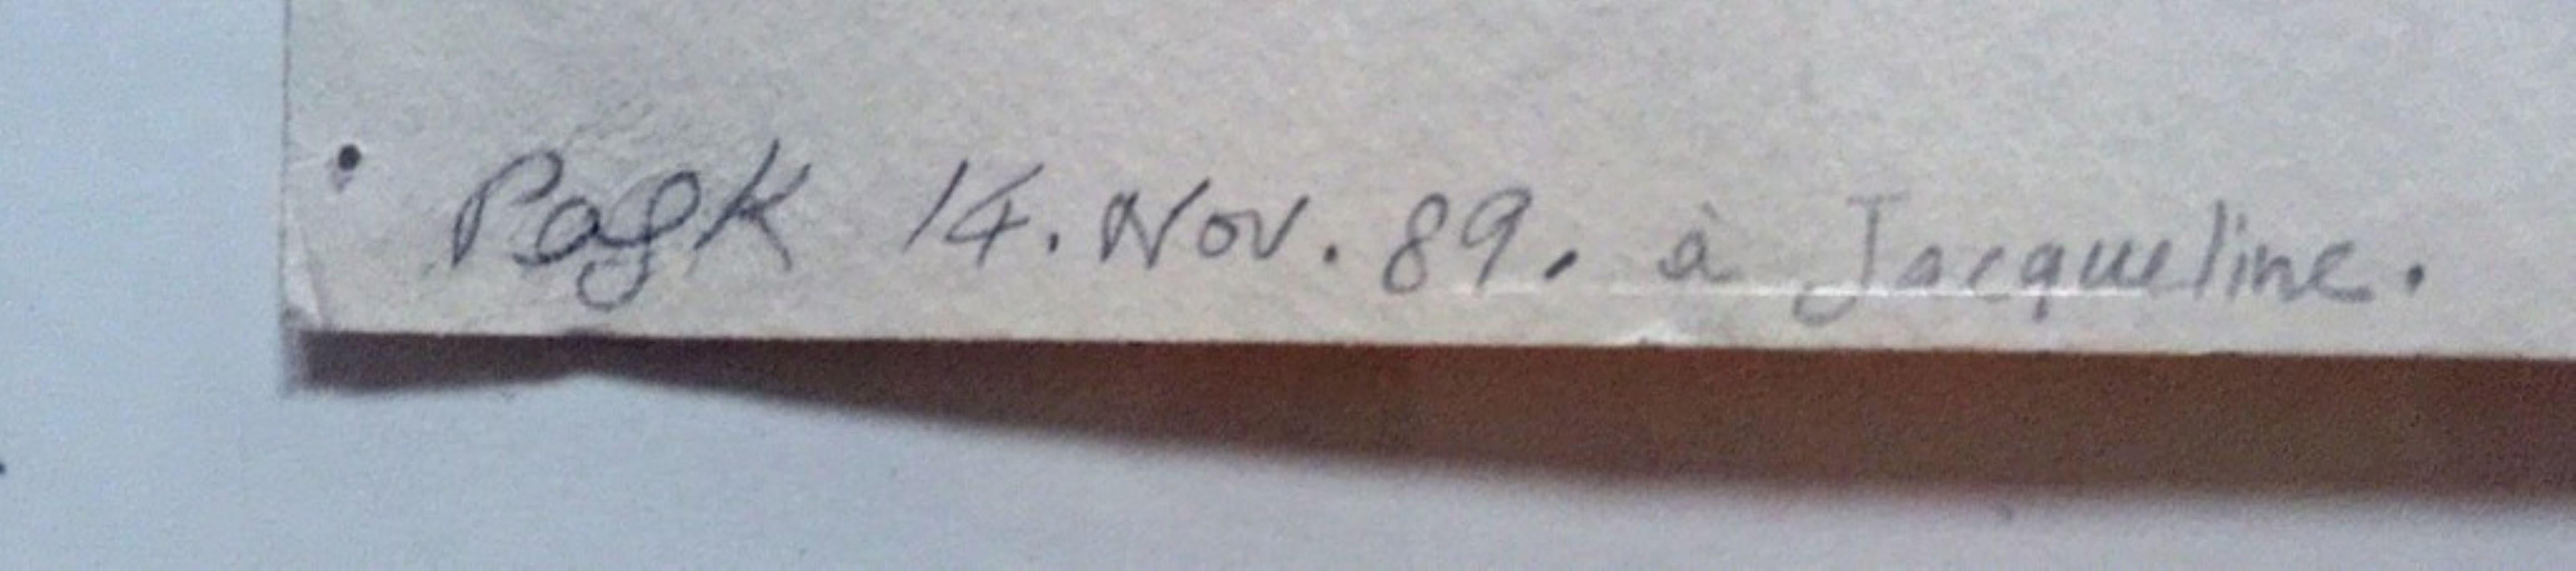 Pagk 14. Nov. 89. à Jacqueline.